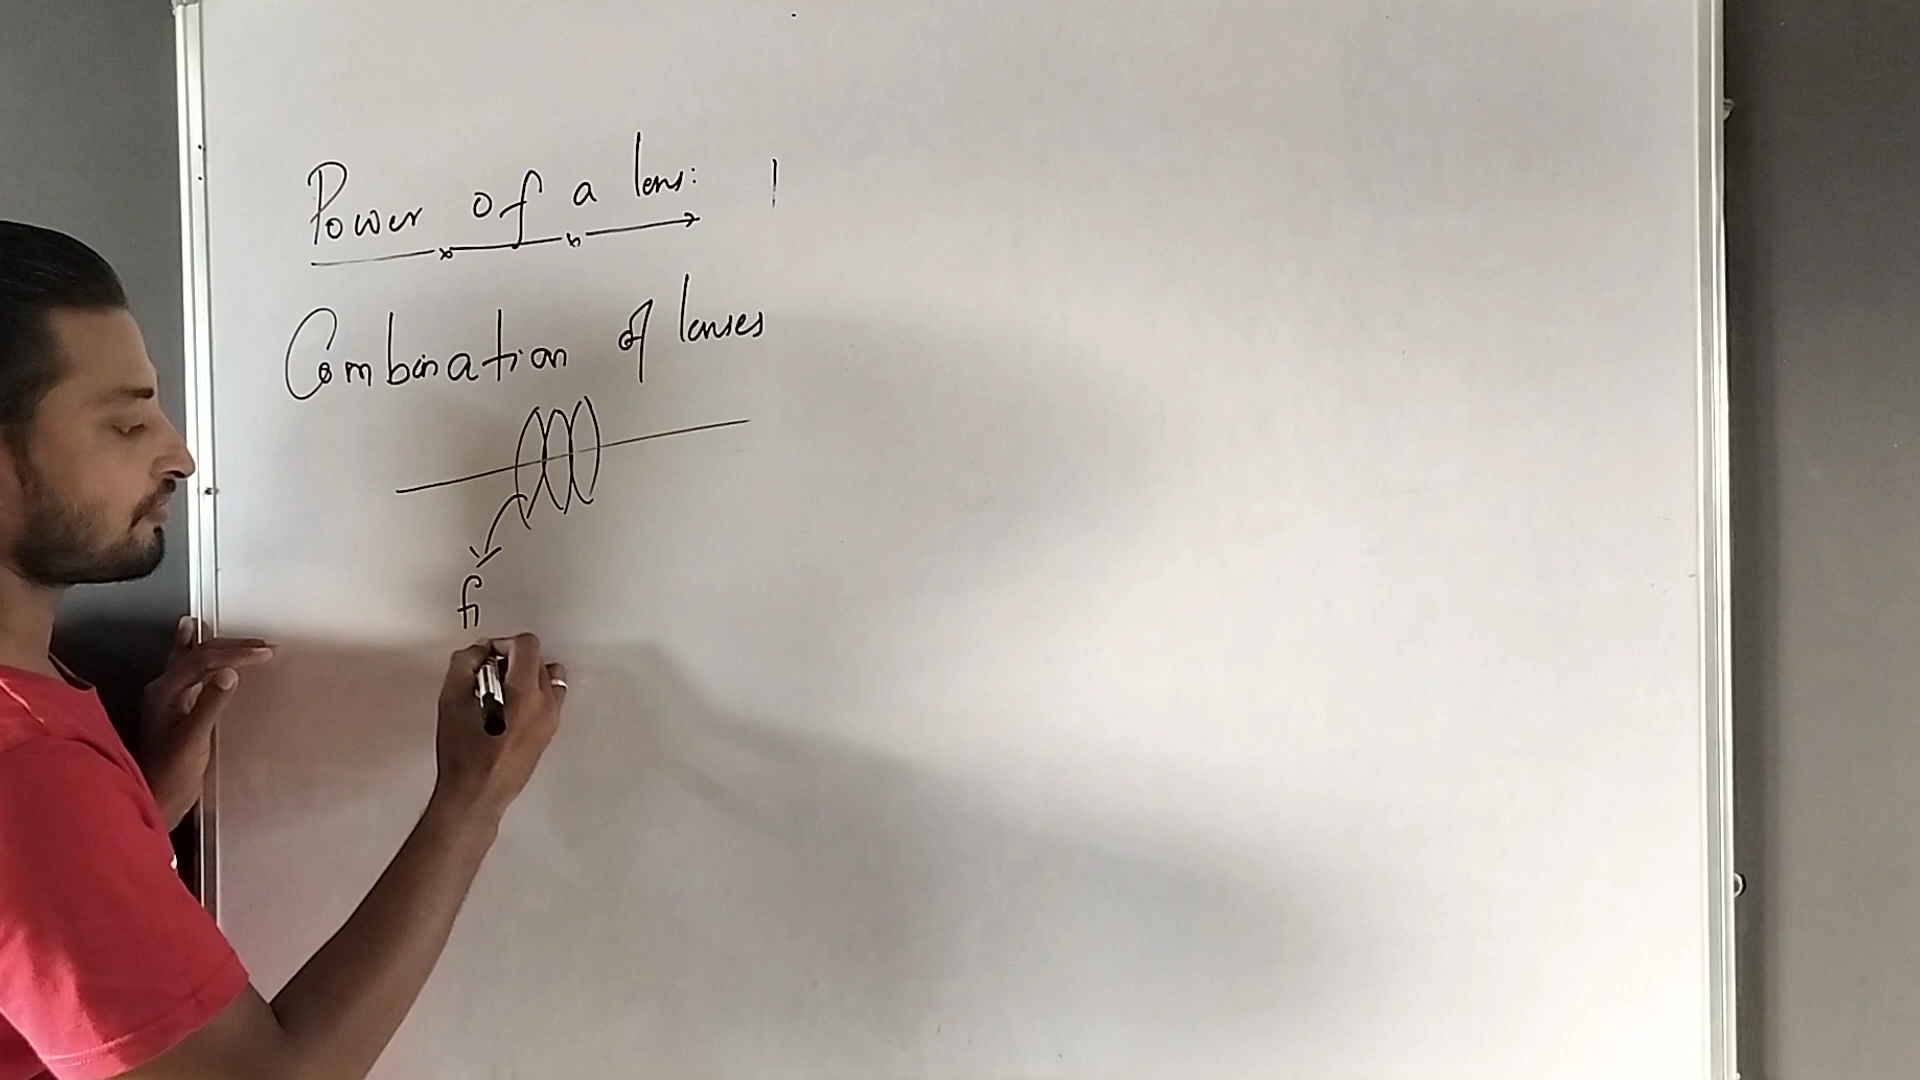 Power of a lens: |
Combination of lenses
f₁